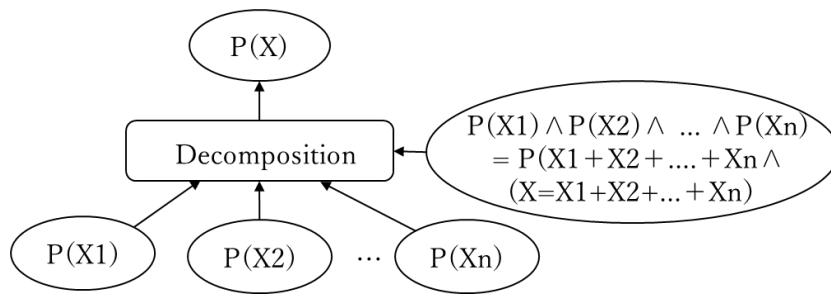 P(X)
P(X1)∧P(X2)∧ ... ∧P(Xn)
= P(X1+X2+....+Xn∧
(X=X1+X2+...+Xn)
Decomposition
P(X1)
P(X2)
...
P(Xn)